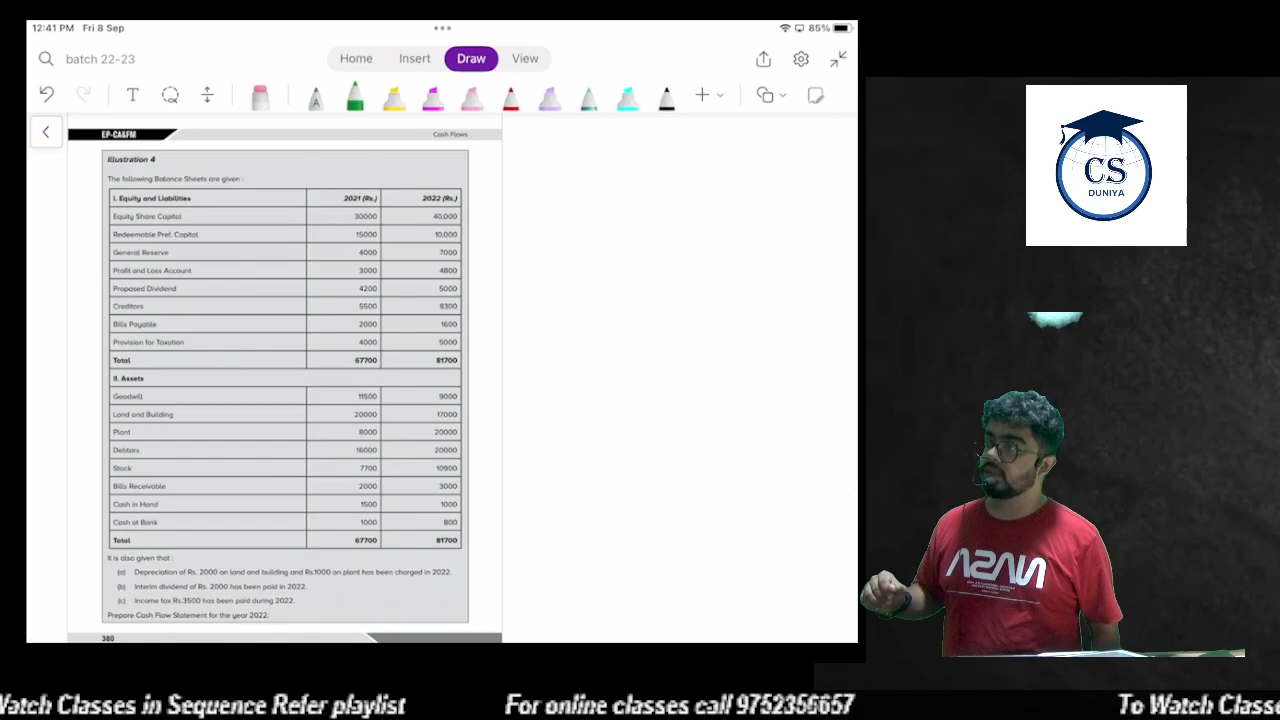 12:41 PM Fri 8 Sep
85%
batch 22-23
Home Insert Draw View
EP-CA&FM
Cash Flows
Illustration 4
The following Balance Sheets are given :
I. Equity and Liabilities 2021 (Rs.) 2022 (Rs.)
Equity Share Capital 30000 40,000
Redeemable Pref. Capital 15000 10,000
General Reserve 4000 7000
Profit and Loss Account 3000 4800
Proposed Dividend 4200 5000
Creditors 5500 8300
Bills Payable 2000 1600
Provision for Taxation 4000 5000
Total 67700 81700
II. Assets
Goodwill 11500 9000
Land and Building 20000 17000
Plant 8000 20000
Debtors 16000 20000
Stock 7700 10900
Bills Receivable 2000 3000
Cash in Hand 1500 1000
Cash at Bank 1000 800
Total 67700 81700
It is also given that :
(a) Depreciation of Rs. 2000 on land and building and Rs.1000 on plant has been charged in 2022.
(b) Interim dividend of Rs. 2000 has been paid in 2022.
(c) Income tax Rs.3500 has been paid during 2022.
Prepare Cash Flow Statement for the year 2022.
380
CS
DUNIYA
Watch Classes in Sequence Refer playlist For online classes call 9752356657 To Watch Classe